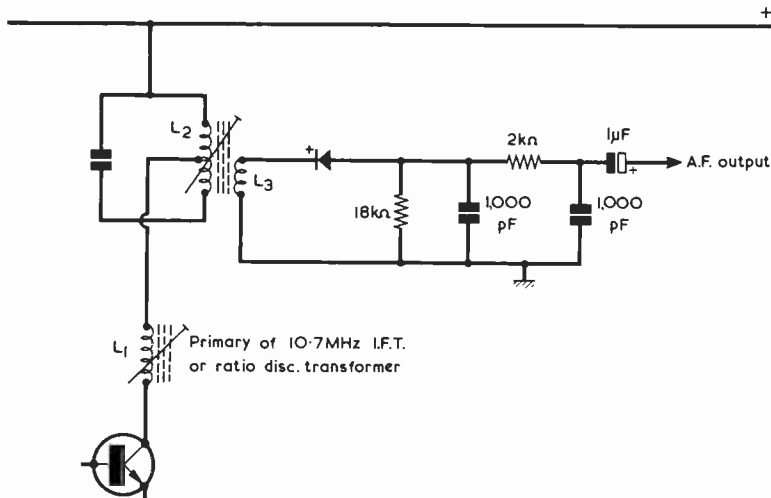 +
L2
L3
+
2kΩ
1μF
+
A.F. output
18kΩ
1,000
pF
1,000
pF
L1
Primary of 10·7MHz I.F.T.
or ratio disc. transformer